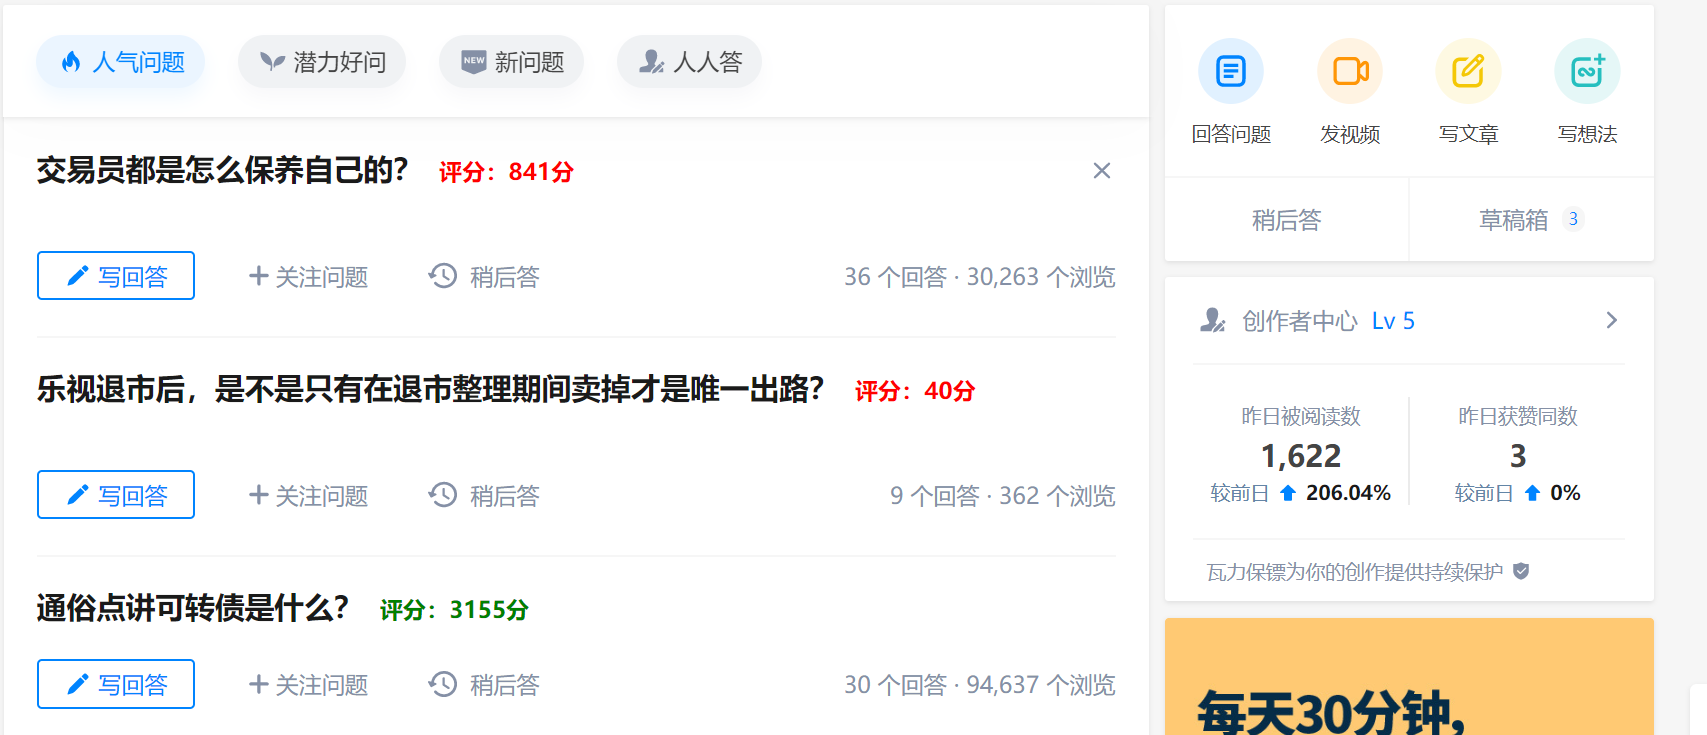 人气问题 潜力好问 NEW 新问题 人人答
交易员都是怎么保养自己的？ 评分：841分
写回答 关注问题 稍后答 36 个回答 · 30,263 个浏览
乐视退市后，是不是只有在退市整理期间卖掉才是唯一出路？ 评分：40分
写回答 关注问题 稍后答 9 个回答 · 362 个浏览
通俗点讲可转债是什么？ 评分：3155分
写回答 关注问题 稍后答 30 个回答 · 94,637 个浏览
回答问题 发视频 写文章 写想法
稍后答 草稿箱 3
创作者中心 Lv 5
昨日被阅读数 昨日获赞同数
1,622 3
较前日 206.04% 较前日 0%
瓦力保镖为你的创作提供持续保护
每天30分钟,